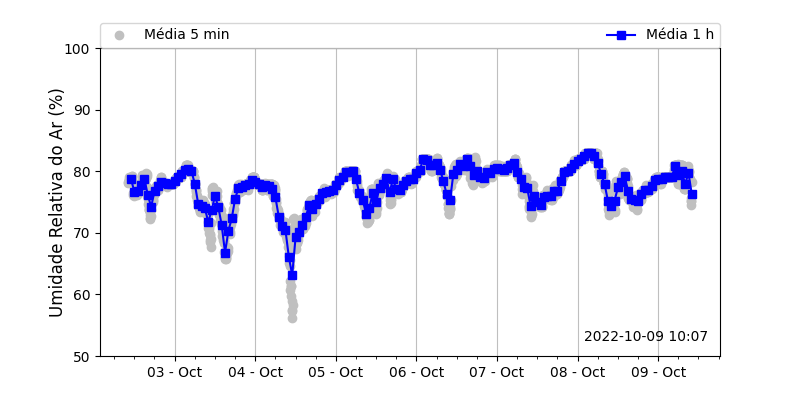 Média 5 min
Média 1 h
100
90
80
70
60
50
Umidade Relativa do Ar (%)
2022-10-09 10:07
03 - Oct
04 - Oct
05 - Oct
06 - Oct
07 - Oct
08 - Oct
09 - Oct